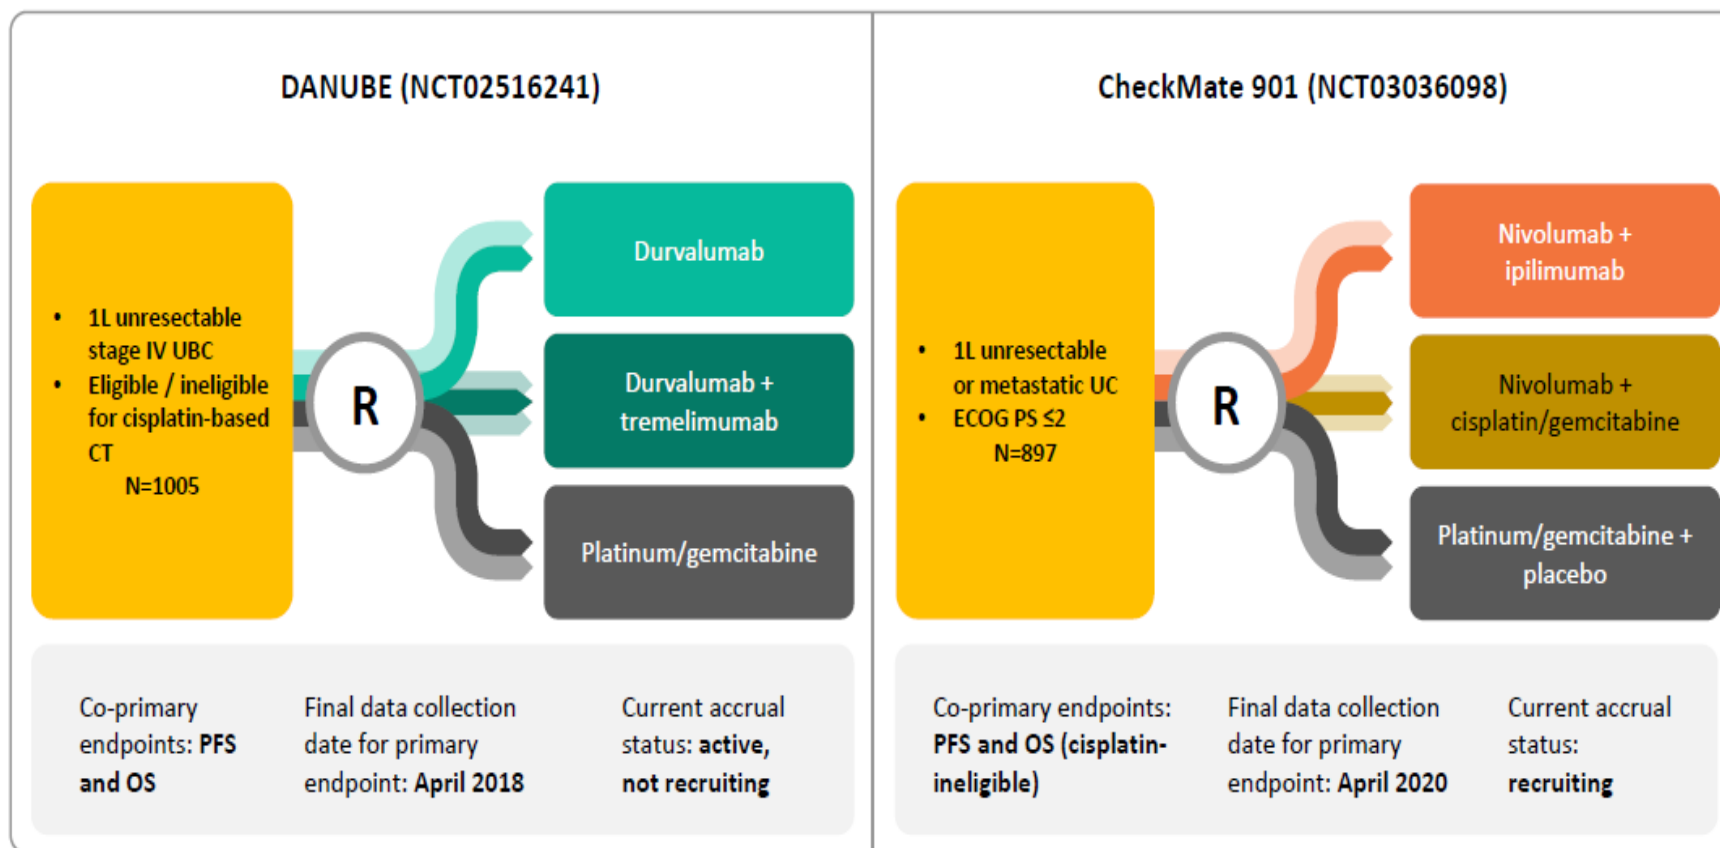 DANUBE (NCT02516241)
• 1L unresectable
stage IV UBC
• Eligible / ineligible
for cisplatin-based
CT
N=1005
R
Durvalumab
Durvalumab +
tremelimumab
Platinum/gemcitabine
Co-primary
endpoints: PFS
and OS
Final data collection
date for primary
endpoint: April 2018
Current accrual
status: active,
not recruiting
CheckMate 901 (NCT03036098)
• 1L unresectable
or metastatic UC
• ECOG PS ≤2
N=897
R
Nivolumab +
ipilimumab
Nivolumab +
cisplatin/gemcitabine
Platinum/gemcitabine +
placebo
Co-primary endpoints:
PFS and OS (cisplatin-
ineligible)
Final data collection
date for primary
endpoint: April 2020
Current accrual
status:
recruiting